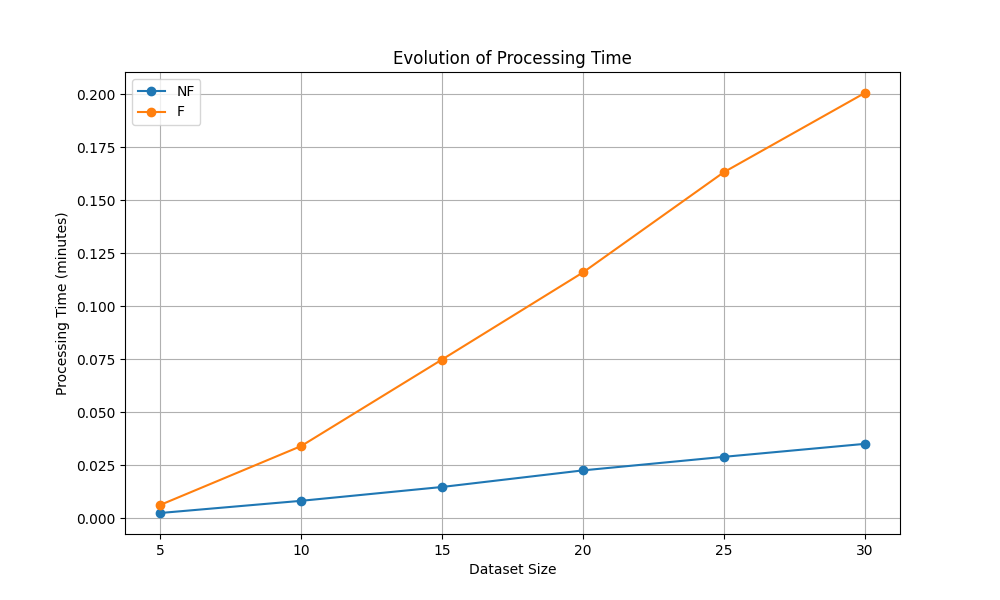 Evolution of Processing Time
NF
F
Processing Time (minutes)
0.200
0.175
0.150
0.125
0.100
0.075
0.050
0.025
0.000
5 10 15 20 25 30
Dataset Size